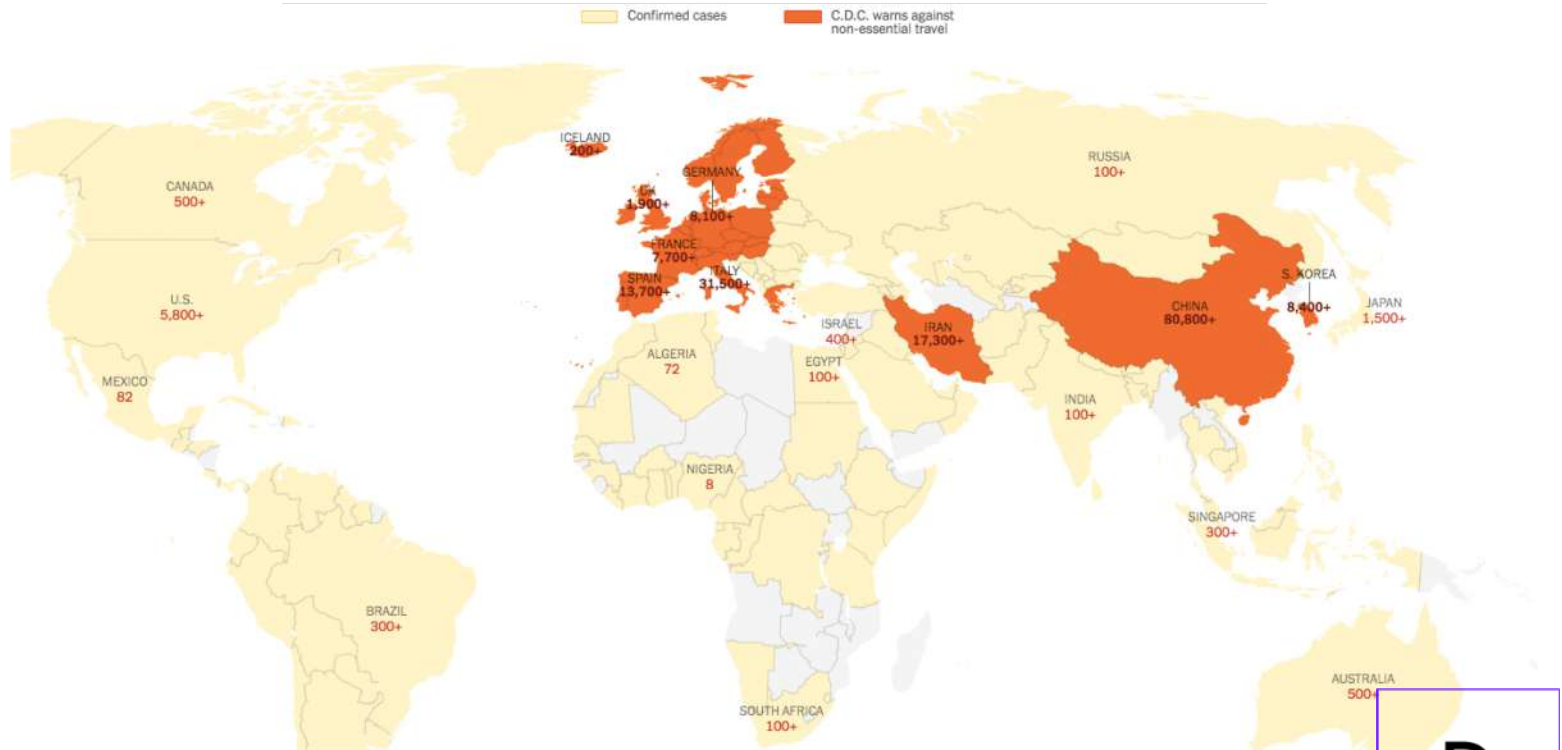 Confirmed cases
C.D.C. warns against
non-essential travel
ICELAND
200+
RUSSIA
100+
CANADA
500+
GERMANY
8,100+
UK
1,900+
FRANCE
7,700+
ITALY
31,500+
SPAIN
13,700+
S. KOREA
8,400+
U.S.
5,800+
CHINA
80,800+
JAPAN
1,500+
ISRAEL
400+
IRAN
17,300+
ALGERIA
72
EGYPT
100+
MEXICO
82
INDIA
100+
NIGERIA
8
SINGAPORE
300+
BRAZIL
300+
AUSTRALIA
500+
SOUTH AFRICA
100+